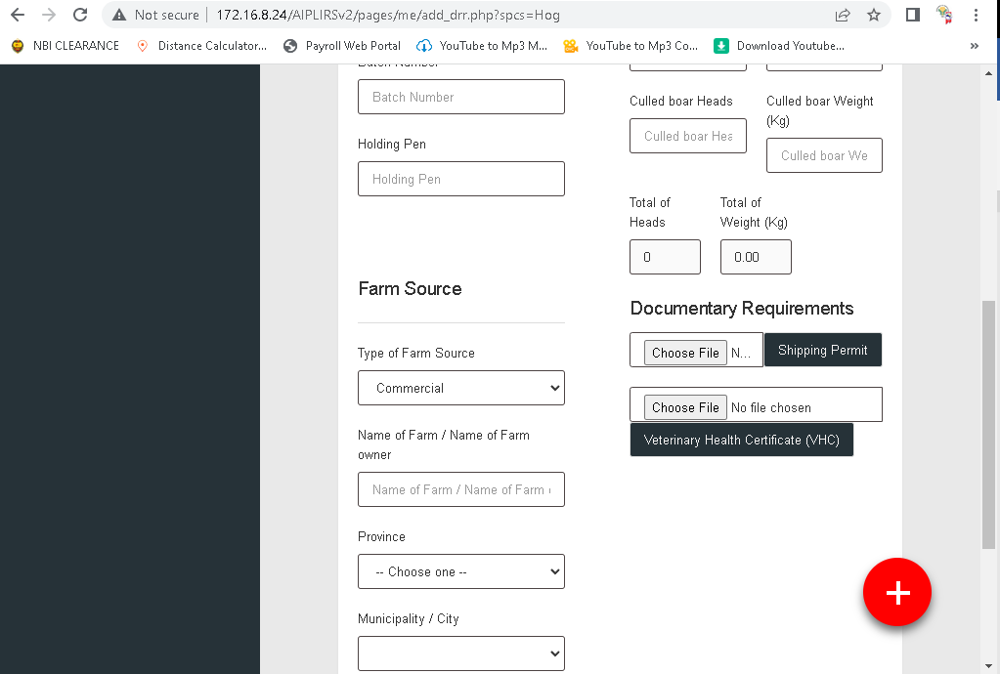 Not secure
172.16.8.24/AIPLIRSv2/pages/me/add_drr.php?spcs=Hog
NBI CLEARANCE
Distance Calculator...
Payroll Web Portal
YouTube to Mp3 M...
YouTube to Mp3 Co...
Download Youtube...
»
Batch Number
Batch Number
Holding Pen
Holding Pen
Farm Source
Type of Farm Source
Commercial
Name of Farm / Name of Farm
owner
Name of Farm / Name of Farm
Province
-- Choose one --
Municipality / City
Culled boar Heads
Culled boar Hea
Culled boar Weight
(Kg)
Culled boar We
Total of
Heads
0
Total of
Weight (Kg)
0.00
Documentary Requirements
Choose File N...
Shipping Permit
Choose File No file chosen
Veterinary Health Certificate (VHC)
+